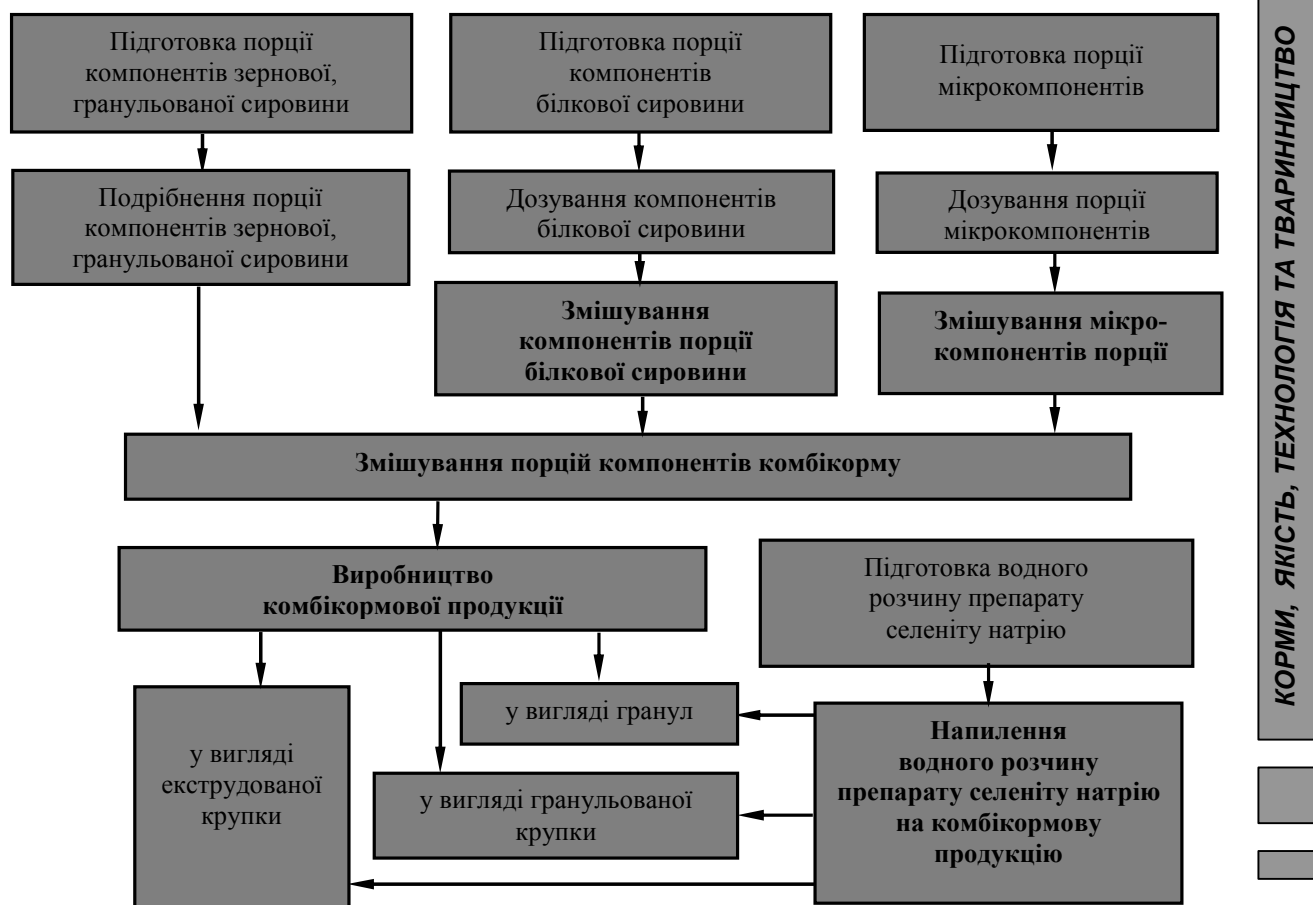 Підготовка порції
компонентів зернової,
гранульованої сировини
Підготовка порції
компонентів
білкової сировини
Підготовка порції
мікрокомпонентів
Подрібнення порції
компонентів зернової,
гранульованої сировини
Дозування компонентів
білкової сировини
Дозування порції
мікрокомпонентів
Змішування
компонентів порції
білкової сировини
Змішування мікро-
компонентів порції
Змішування порцій компонентів комбікорму
Виробництво
комбікормової продукції
Підготовка водного
розчину препарату
селеніту натрію
у вигляді
екструдованої
крупки
у вигляді гранул
у вигляді гранульованої
крупки
Напилення
водного розчину
препарату селеніту натрію
на комбікормову
продукцію
КОРМИ, ЯКІСТЬ, ТЕХНОЛОГІЯ ТА ТВАРИННИЦТВО